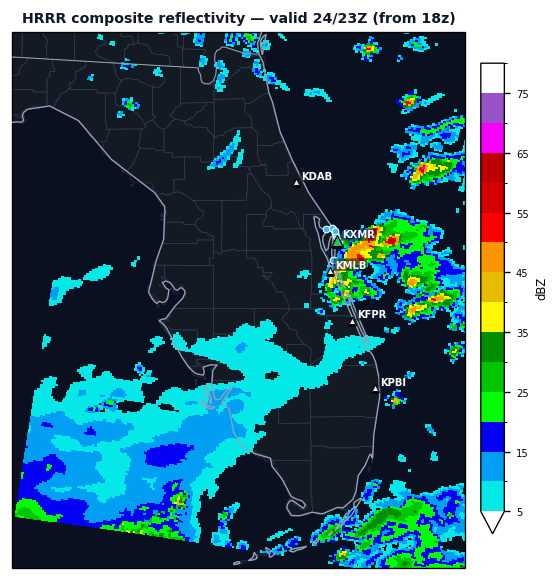 HRRR composite reflectivity — valid 24/23Z (from 18z)
KDAB
KXMR
KMLB
KFPR
KPBI
75
65
55
45
35
25
15
5
dBZ